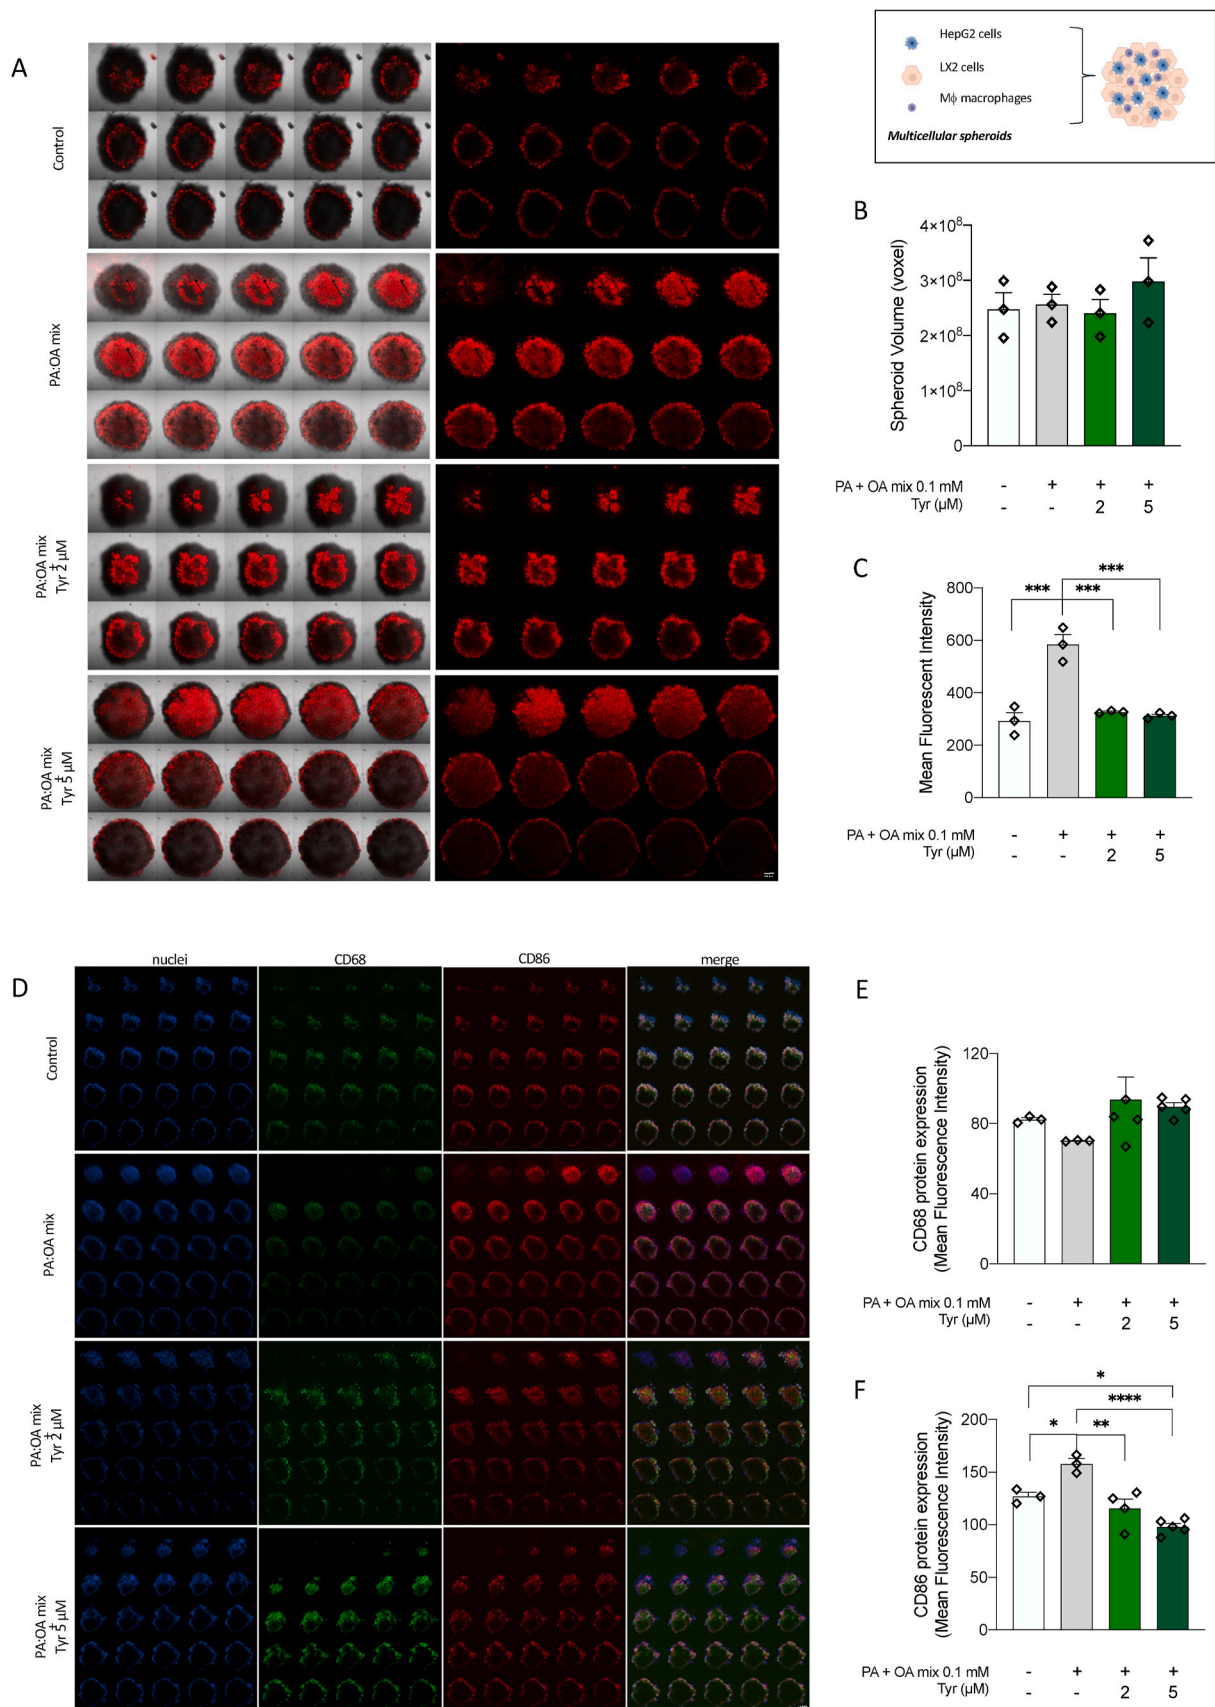 A
Control
PA:OA mix
PA:OA mix
+
Tyr 2 µM
PA:OA mix
+
Tyr 5 µM
HepG2 cells
LX2 cells
Mϕ macrophages
Multicellular spheroids
B
Spheroid Volume (voxel)
4×10⁸
3×10⁸
2×10⁸
1×10⁸
0
PA + OA mix 0.1 mM - + + +
Tyr (µM) - - 2 5
C
Mean Fluorescent Intensity
800
600
400
200
0
*** *** ***
PA + OA mix 0.1 mM - + + +
Tyr (µM) - - 2 5
D
nuclei CD68 CD86 merge
Control
PA:OA mix
PA:OA mix
+
Tyr 2 µM
PA:OA mix
+
Tyr 5 µM
E
CD68 protein expression
(Mean Fluorescence Intensity)
120
80
40
0
PA + OA mix 0.1 mM - + + +
Tyr (µM) - - 2 5
F
CD86 protein expression
(Mean Fluorescence Intensity)
200
150
100
50
0
*
****
* **
PA + OA mix 0.1 mM - + + +
Tyr (µM) - - 2 5